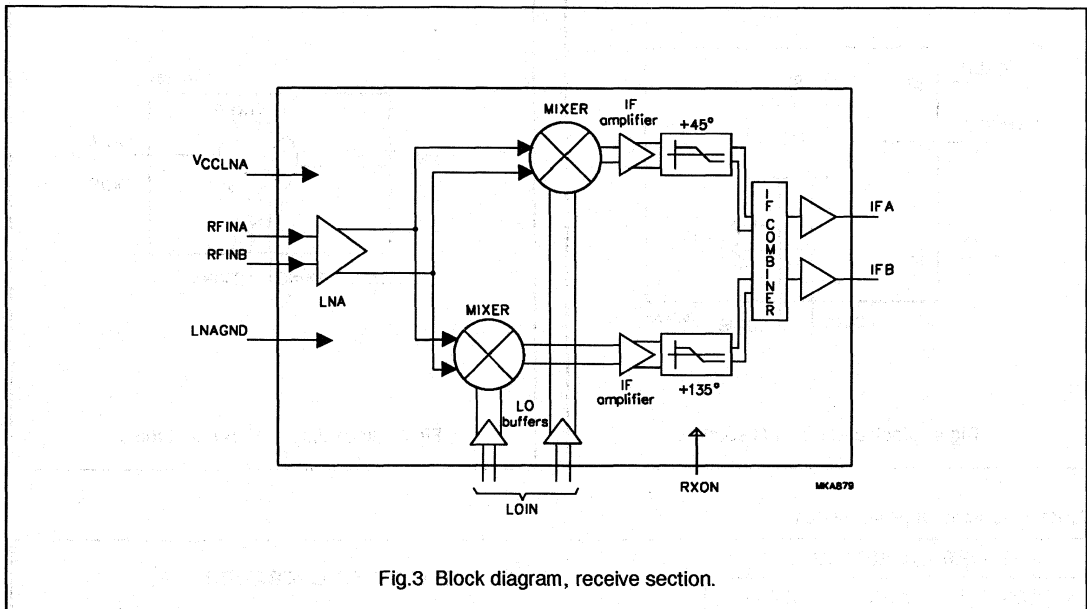 MIXER
IF
amplifier
+45°
VCCLNA
RFINA
RFINB
LNA
LNAGND
MIXER
LO
buffers
IF
amplifier
+135°
IF COMBINER
IFA
IFB
LOIN
RXON
MKA879
Fig.3 Block diagram, receive section.